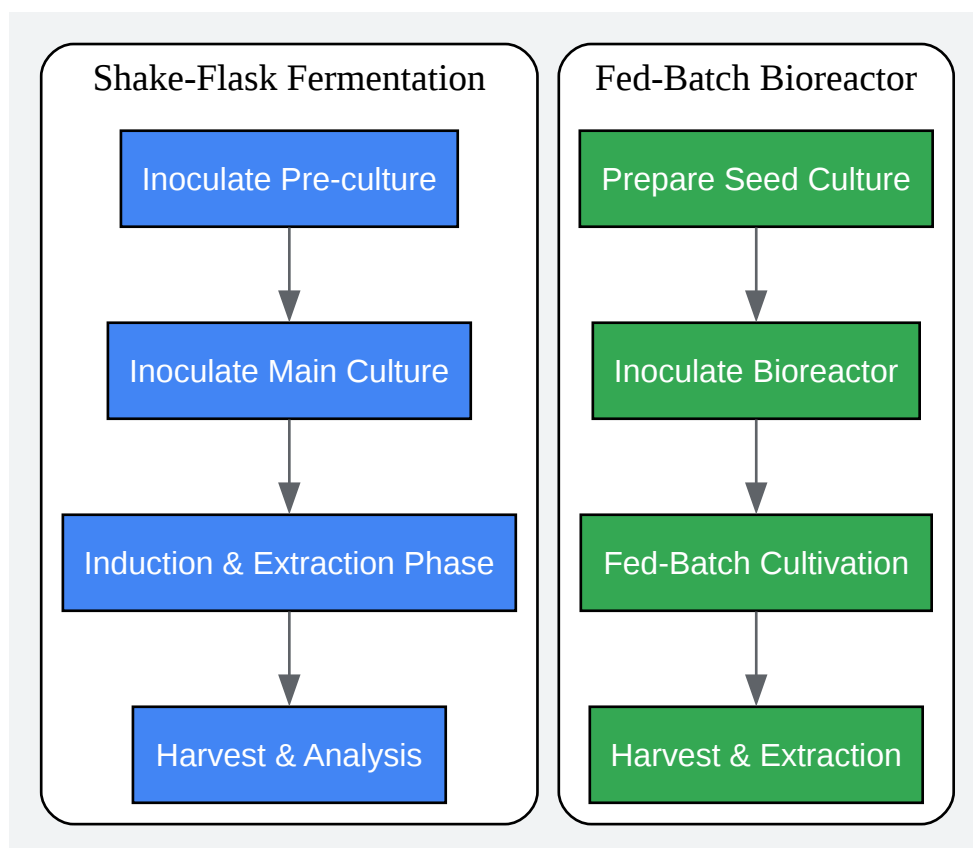 Shake-Flask Fermentation
Inoculate Pre-culture
Inoculate Main Culture
Induction & Extraction Phase
Harvest & Analysis
Fed-Batch Bioreactor
Prepare Seed Culture
Inoculate Bioreactor
Fed-Batch Cultivation
Harvest & Extraction